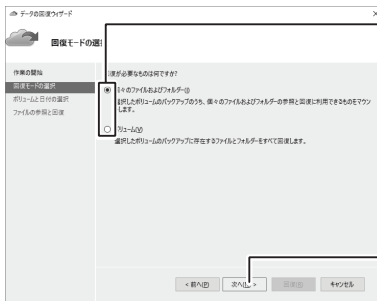 データの回復ウィザード
回復モードの選
作業の開始
回復モードの選択
ボリュームと日付の選択
ファイルの参照と回復
復が必要なものは何ですか?
個々のファイルおよびフォルダー(I)
選択したボリュームのバックアップのうち、個々のファイルおよびフォルダーの参照と回復に利用できるものをマウン
します。
ボリューム(V)
選択したボリュームのバックアップに存在するファイルとフォルダーをすべて回復します。
< 前へ(P)
次へ(N) >
回復(R)
キャンセル